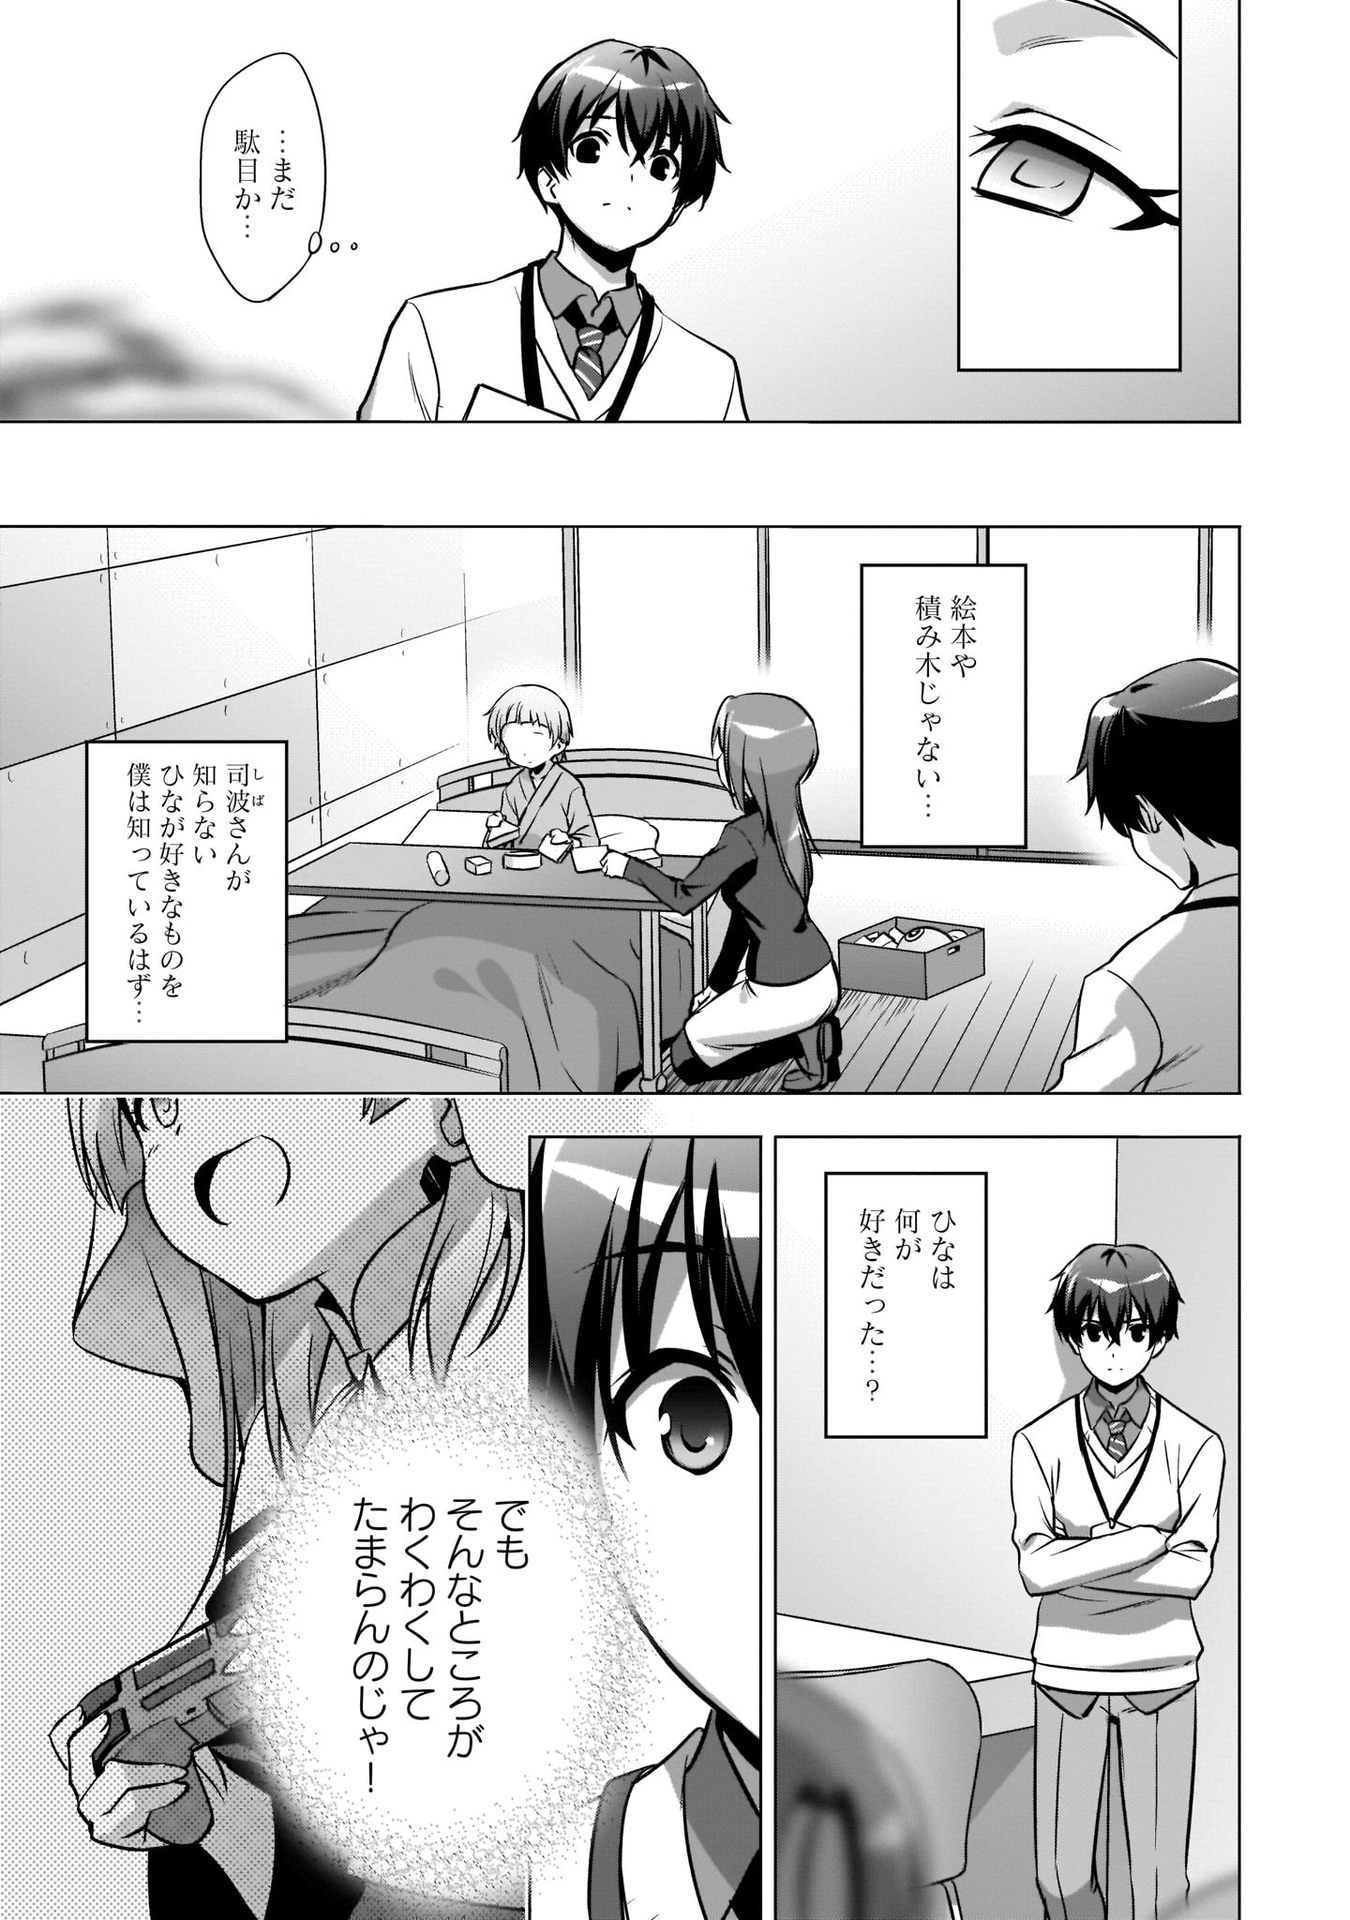 …まだ
駄目か…
絵本や
積み木じゃない…
司波さんが
しば
知らない
ひなが好きなものを
僕は知っているはず…
ひなは
何が
好きだった…？
でも
そんなところが
わくわくして
たまらんのじゃ！